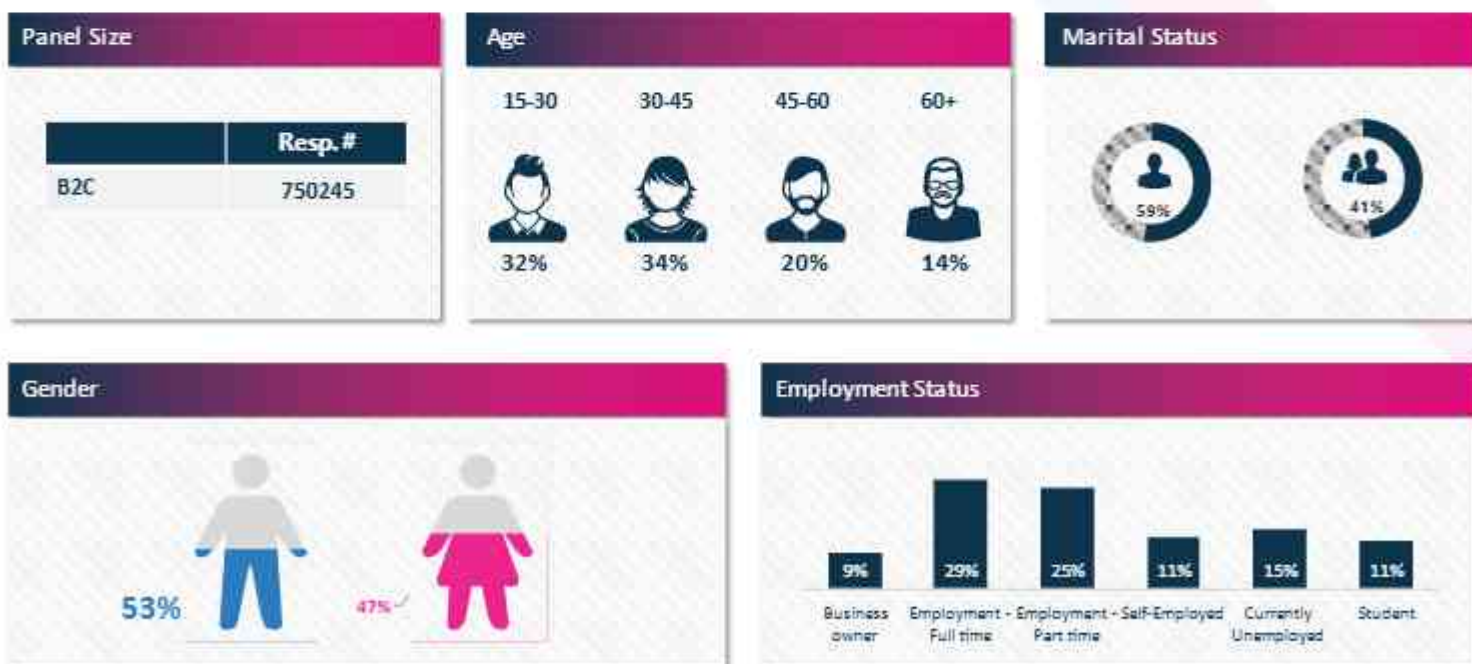 Panel Size
Resp.#
B2C 750245
Age
15-30 30-45 45-60 60+
32% 34% 20% 14%
Marital Status
59% 41%
Gender
53% 47%
Employment Status
9% 29% 25% 11% 15% 11%
Business owner
Employment - Full time
Employment - Part time
Self-Employed
Currently Unemployed
Student